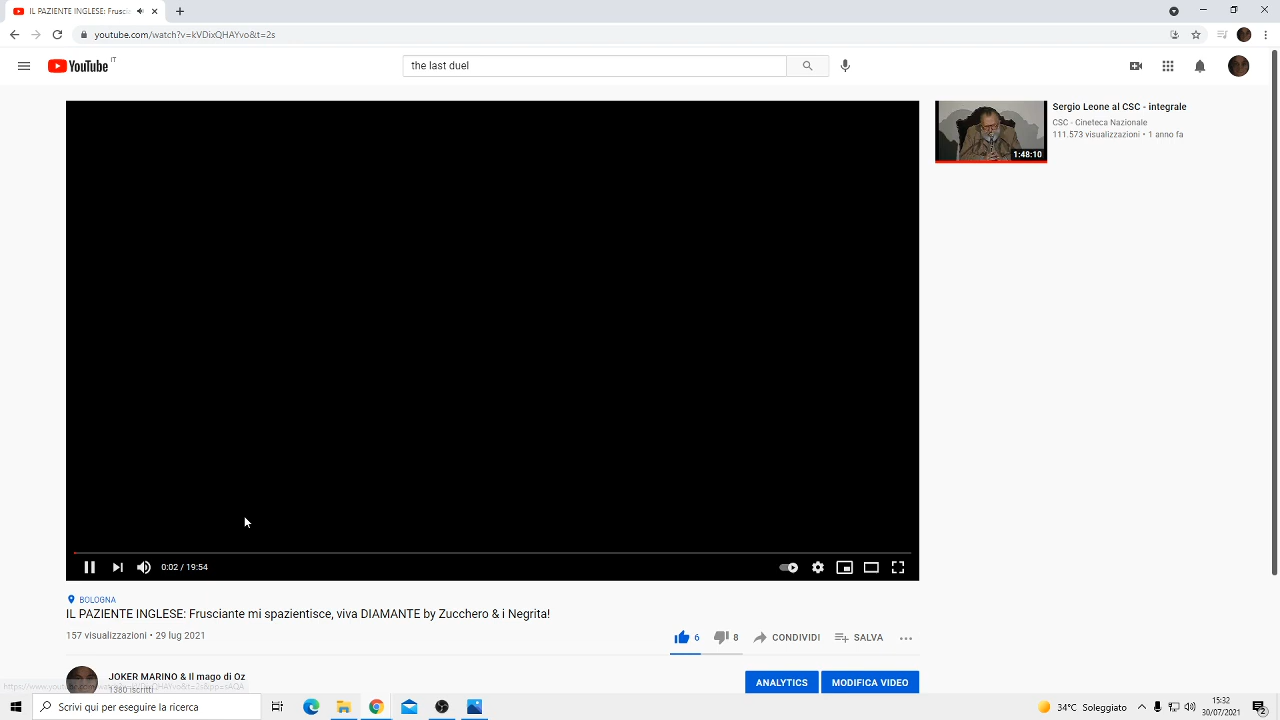 IL PAZIENTE INGLESE: Frusci
youtube.com/watch?v=kVDixQHAYvo&t=2s
YouTube IT
the last duel
Sergio Leone al CSC - integrale
CSC - Cineteca Nazionale
111.573 visualizzazioni • 1 anno fa
1:48:10
0:02 / 19:54
BOLOGNA
IL PAZIENTE INGLESE: Frusciante mi spazientisce, viva DIAMANTE by Zucchero & i Negrita!
157 visualizzazioni • 29 lug 2021
6
8
CONDIVIDI
SALVA
JOKER MARINO & Il mago di Oz
1380 iscritti
ANALYTICS
MODIFICA VIDEO
Scrivi qui per eseguire la ricerca
34°C Soleggiato
15:32
30/07/2021
2